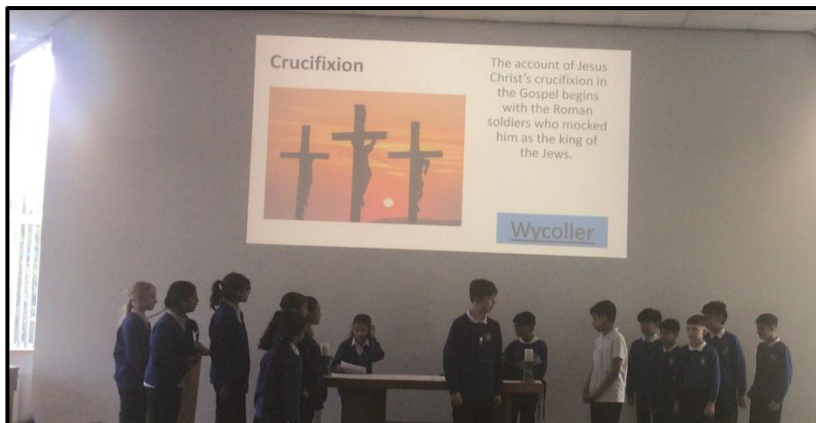 Crucifixion
The account of Jesus
Christ's crucifixion in
the Gospel begins
with the Roman
soldiers who mocked
him as the king of
the Jews.
Wycoller